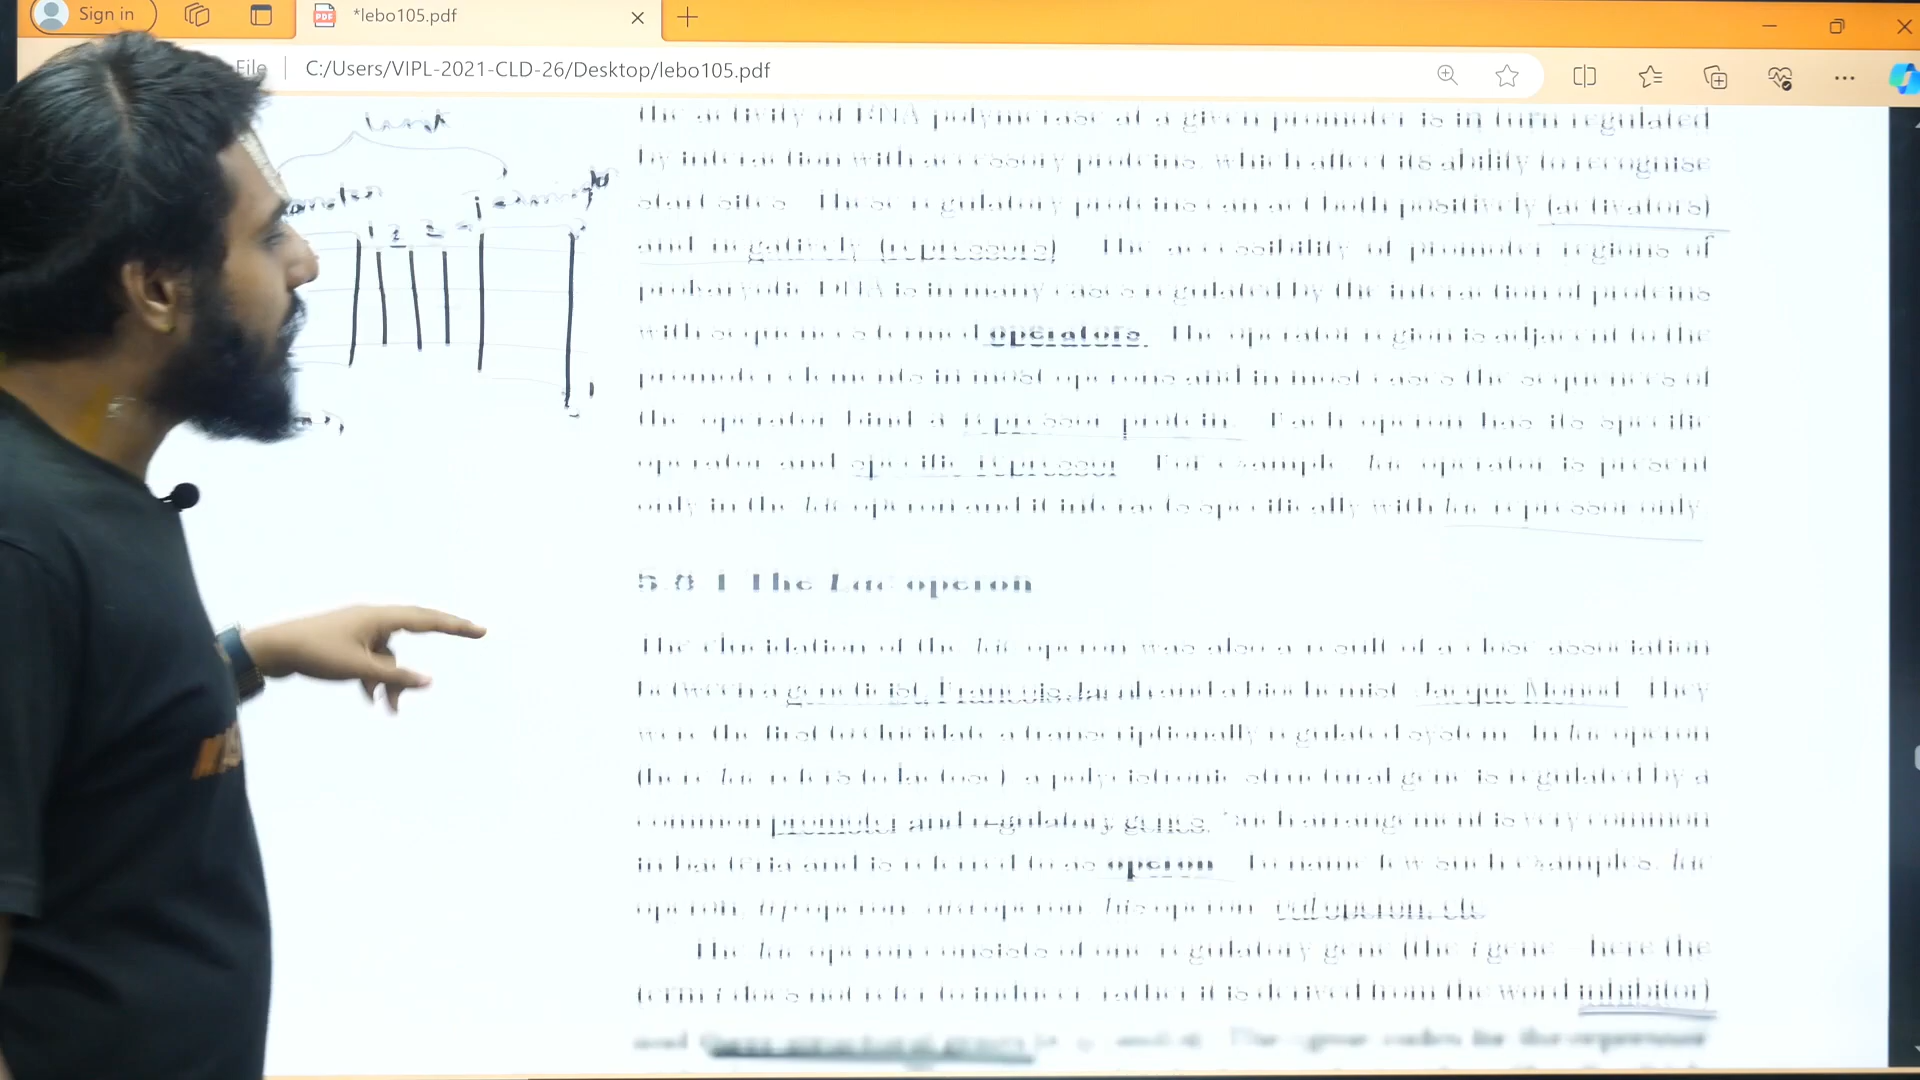 Sign in
*lebo105.pdf
File
C:/Users/VIPL-2021-CLD-26/Desktop/lebo105.pdf
the activity of RNA polymerase at a given promoter is in turn regulated
by interaction with accessory proteins, which affect its ability to recognise
start sites. These regulatory proteins can act both positively (activators)
and negatively (repressors). The accessibility of promoter regions of
prokaryotic DNA is in many cases regulated by the interaction of proteins
with sequences termed operators. The operator region is adjacent to the
promoter elements in most operons and in most cases the sequences of
the operator bind a repressor protein. Each operon has its specific
operator and specific repressor. For example, lac operator is present
only in the lac operon and it interacts specifically with lac repressor only.
5.8.1 The Lac operon
The elucidation of the lac operon was also a result of a close association
between a geneticist, Francois Jacob and a biochemist, Jacque Monod. They
were the first to elucidate a transcriptionally regulated system. In lac operon
(here lac refers to lactose), a polycistronic structural gene is regulated by a
common promoter and regulatory genes. Such arrangement is very common
in bacteria and is referred to as operon. To name few such examples, lac
operon, trp operon, ara operon, his operon, val operon, etc.
The lac operon consists of one regulatory gene (the i gene – here the
term i does not refer to inducer, rather it is derived from the word inhibitor)
and three structural genes (z, y, and a). The i gene codes for the repressor